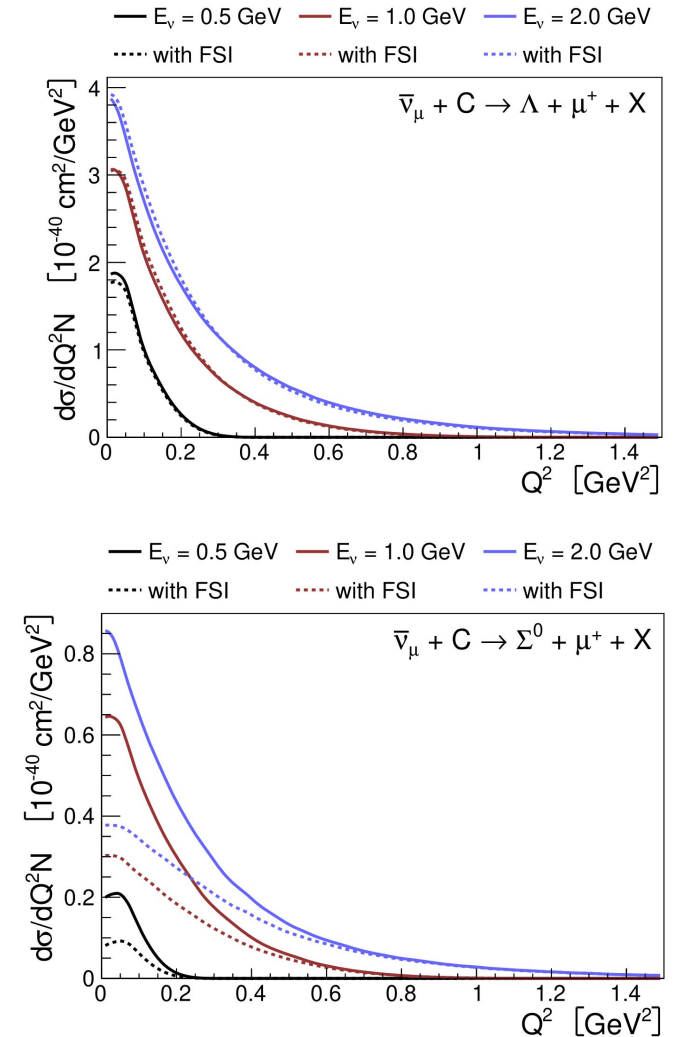 E_ν = 0.5 GeV E_ν = 1.0 GeV E_ν = 2.0 GeV
with FSI with FSI with FSI
ν̅_μ + C → Λ + μ⁺ + X
dσ/dQ²N [10⁻⁴⁰ cm²/GeV²]
4
3
2
1
0
0 0.2 0.4 0.6 0.8 1 1.2 1.4
Q² [GeV²]
E_ν = 0.5 GeV E_ν = 1.0 GeV E_ν = 2.0 GeV
with FSI with FSI with FSI
ν̅_μ + C → Σ⁰ + μ⁺ + X
dσ/dQ²N [10⁻⁴⁰ cm²/GeV²]
0.8
0.6
0.4
0.2
0
0 0.2 0.4 0.6 0.8 1 1.2 1.4
Q² [GeV²]